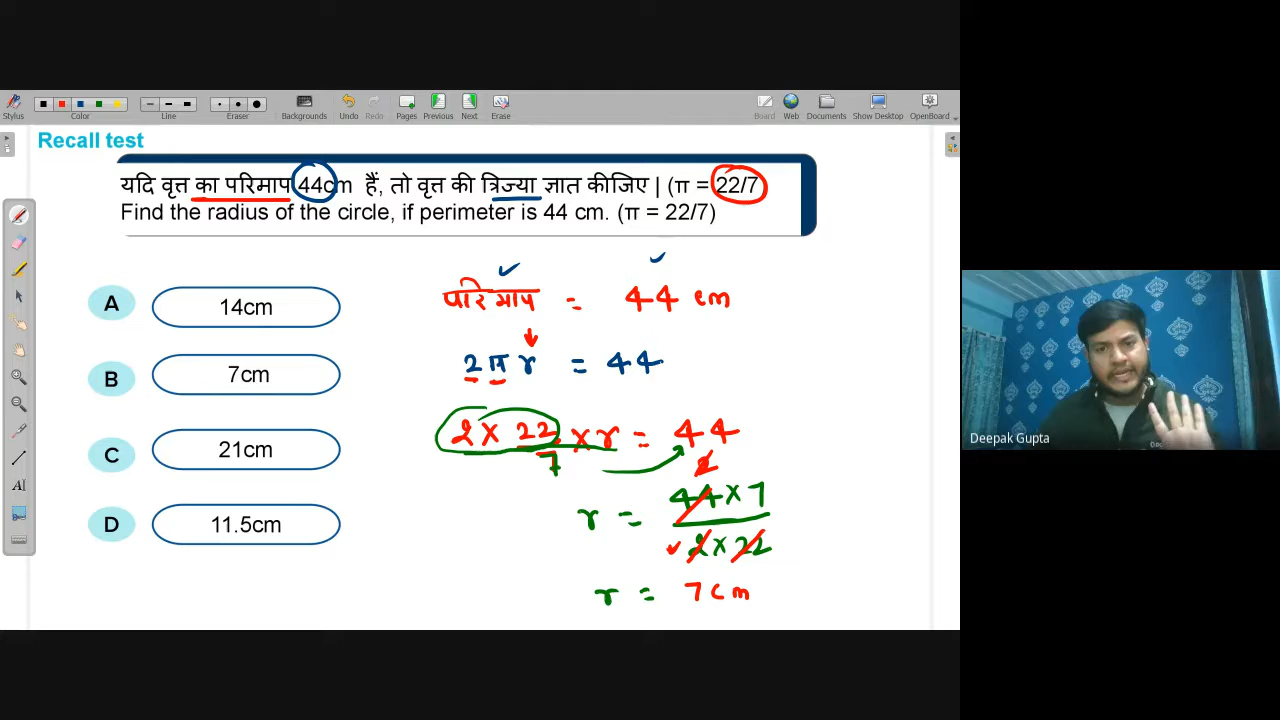 Stylus
Color
Line
Eraser
Backgrounds
Undo
Redo
Pages
Previous
Next
Erase
Board
Web
Documents
Show Desktop
OpenBoard
Recall test
यदि वृत्त का परिमाप 44cm हैं, तो वृत्त की त्रिज्या ज्ञात कीजिए | (π = 22/7
Find the radius of the circle, if perimeter is 44 cm. (π = 22/7)
A 14cm
B 7cm
C 21cm
D 11.5cm
परिमाप = 44 cm
2πr = 44
2 × 22/7 × r = 44
2
r = 44 × 7 / 2 × 22
r = 7cm
Deepak Gupta